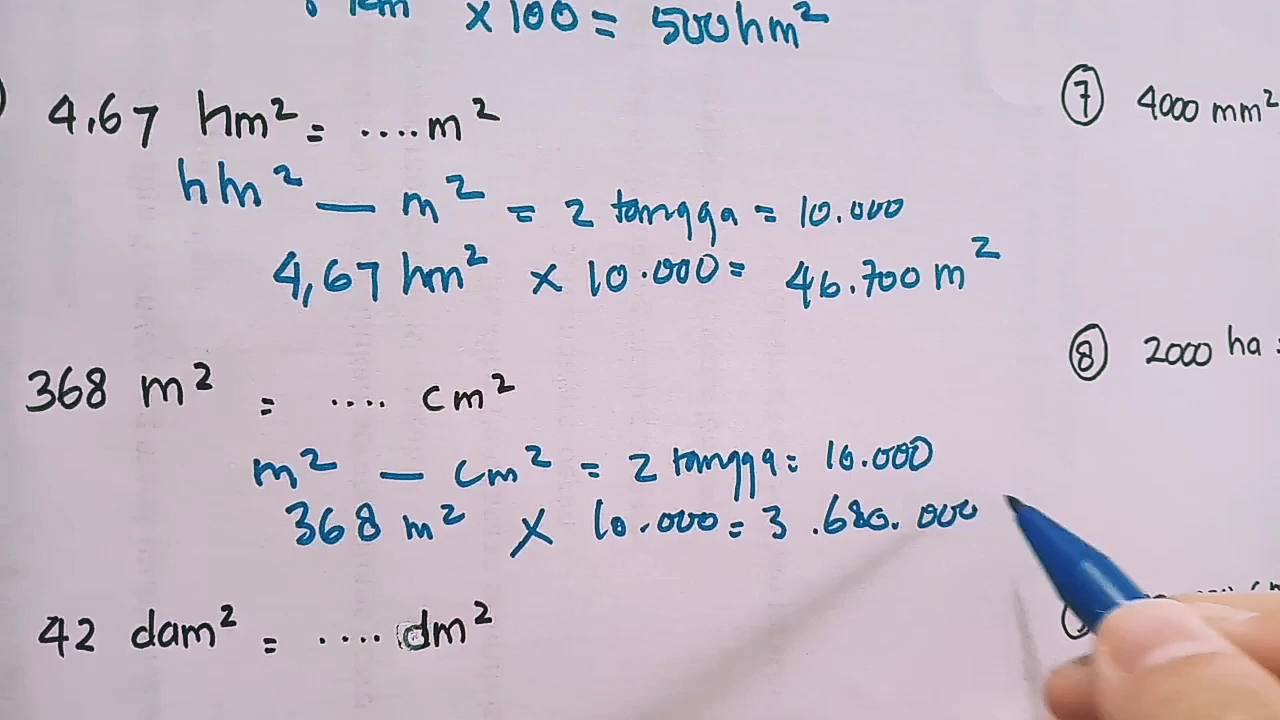 km × 100 = 500 hm²
4,67 hm² = ....m²
hm² — m² = 2 tangga = 10.000
4,67 hm² × 10.000 = 46.700 m²
368 m² = .... cm²
m² — cm² = 2 tangga = 10.000
368 m² × 10.000 = 3.680.000
42 dam² = .... dm²
7 4000 mm²
8 2000 ha =